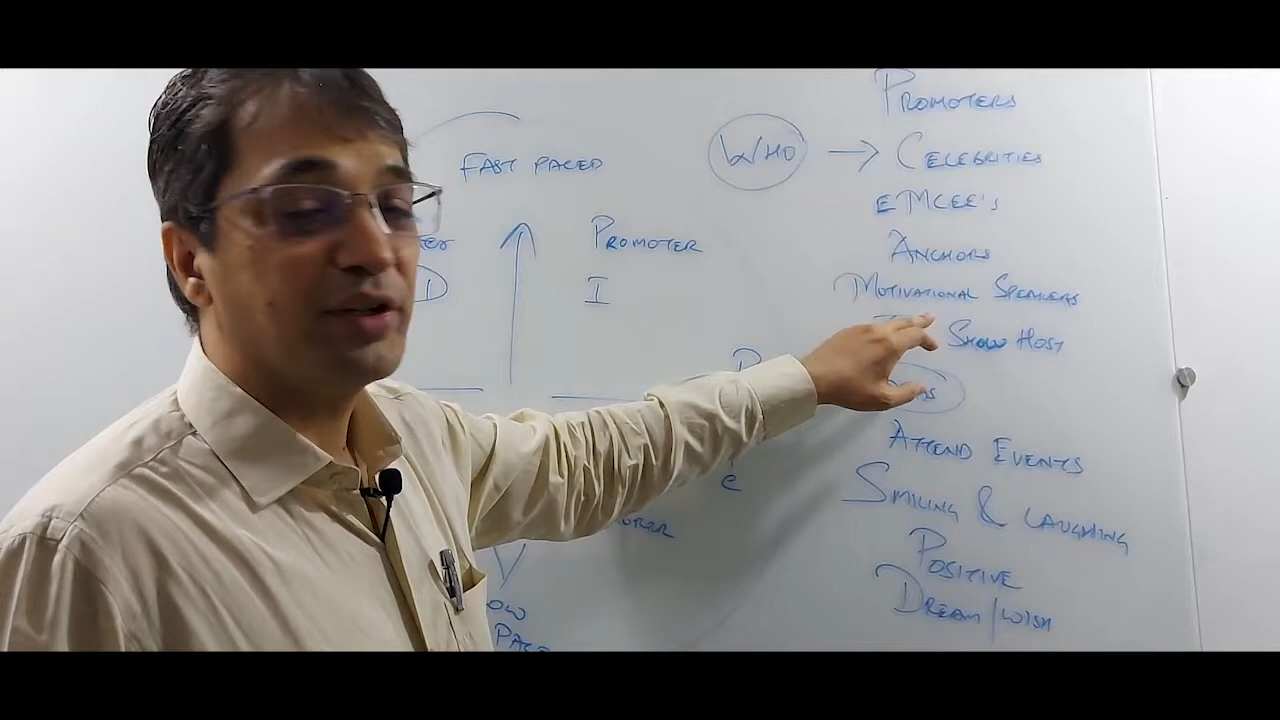 FAST PACED
D
PROMOTER
I
WHO → PROMOTERS
CELEBRITIES
EMCEE'S
ANCHORS
MOTIVATIONAL SPEAKERS
SHOW HOST
ATTEND EVENTS
SMILING & LAUGHING
POSITIVE
DREAM/WISH
PACE